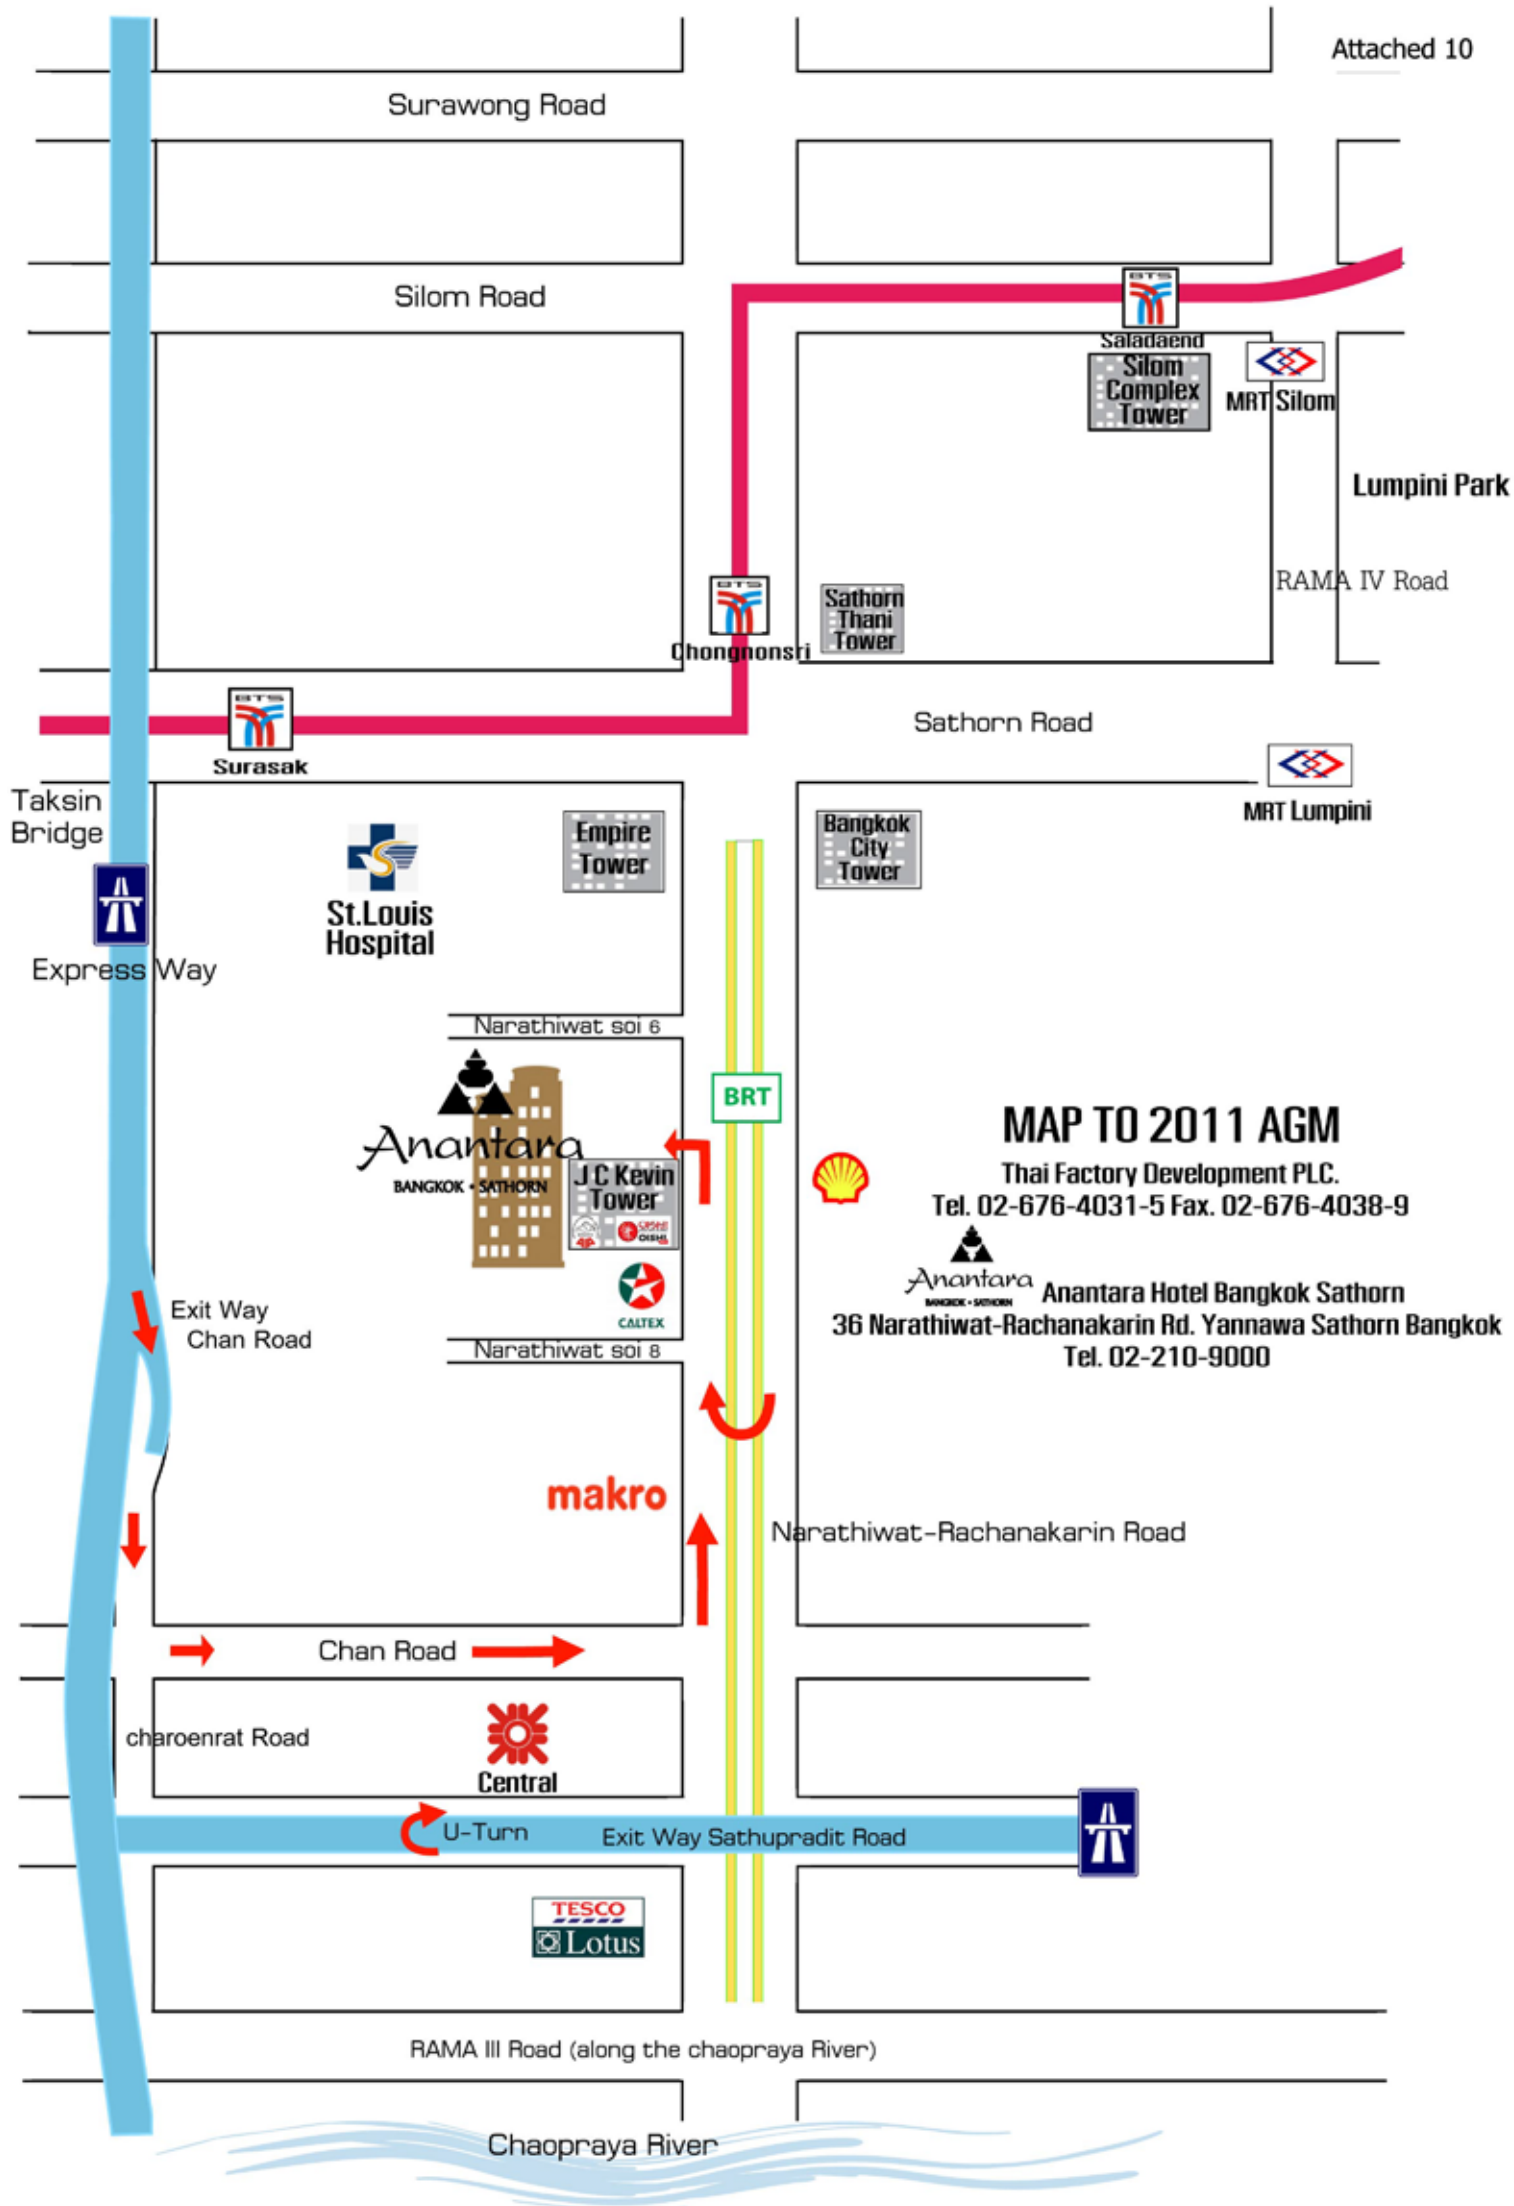 Attached 10
Surawong Road
Silom Road
BTS
Saladaend
Silom
Complex
Tower
MRT Silom
Lumpini Park
RAMA IV Road
BTS
Chongnonsri
Sathorn
Thani
Tower
BTS
Surasak
Sathorn Road
MRT Lumpini
Taksin
Bridge
Express Way
St.Louis
Hospital
Empire
Tower
Bangkok
City
Tower
Narathiwat soi 6
Anantara
BANGKOK • SATHORN
J C Kevin
Tower
OISHI
CALTEX
Narathiwat soi 8
BRT
MAP TO 2011 AGM
Thai Factory Development PLC.
Tel. 02-676-4031-5 Fax. 02-676-4038-9
Anantara
BANGKOK • SATHORN
Anantara Hotel Bangkok Sathorn
36 Narathiwat-Rachanakarin Rd. Yannawa Sathorn Bangkok
Tel. 02-210-9000
Exit Way
Chan Road
makro
Narathiwat-Rachanakarin Road
Chan Road
charoenrat Road
Central
U-Turn
Exit Way Sathupradit Road
TESCO
Lotus
RAMA III Road (along the chaopraya River)
Chaopraya River